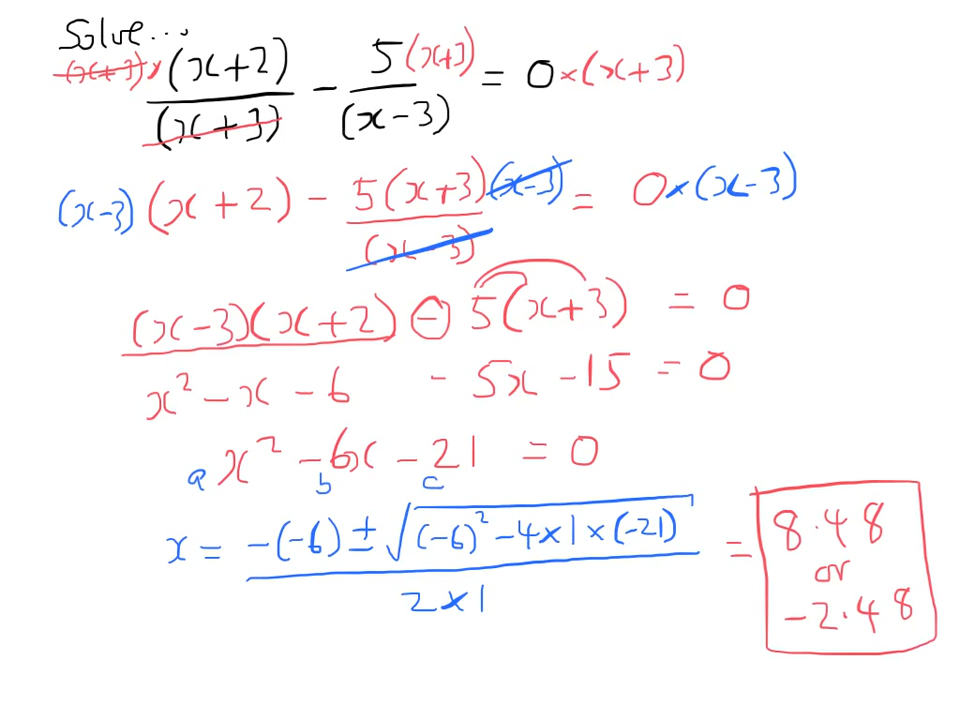 Solve...
(x+3)× (x+2)/(x+3) − 5(x+3)/(x−3) = 0×(x+3)
(x−3)(x+2) − 5(x+3)(x−3)/(x−3) = 0×(x−3)
(x−3)(x+2) − 5(x+3) = 0
x² − x − 6 − 5x − 15 = 0
x² − 6x − 21 = 0
a b c
x = −(−6) ± √((−6)² − 4×1×(−21)) / 2×1 = 8.48
or
−2.48